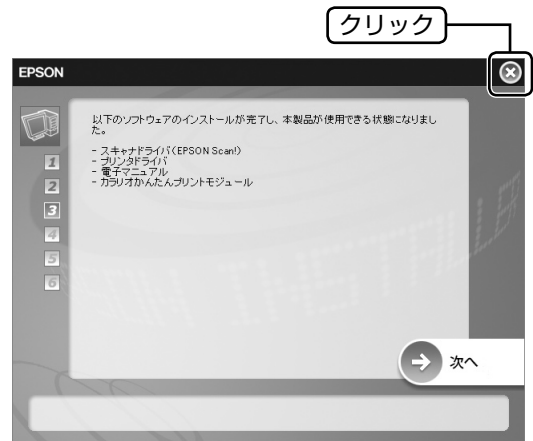 クリック
EPSON
以下のソフトウェアのインストールが完了し、本製品が使用できる状態になりまし
た。
- スキャナドライバ(EPSON Scan!)
- プリンタドライバ
- 電子マニュアル
- カラリオかんたんプリントモジュール
1
2
3
4
5
6
EPSON INSTALLER
次へ